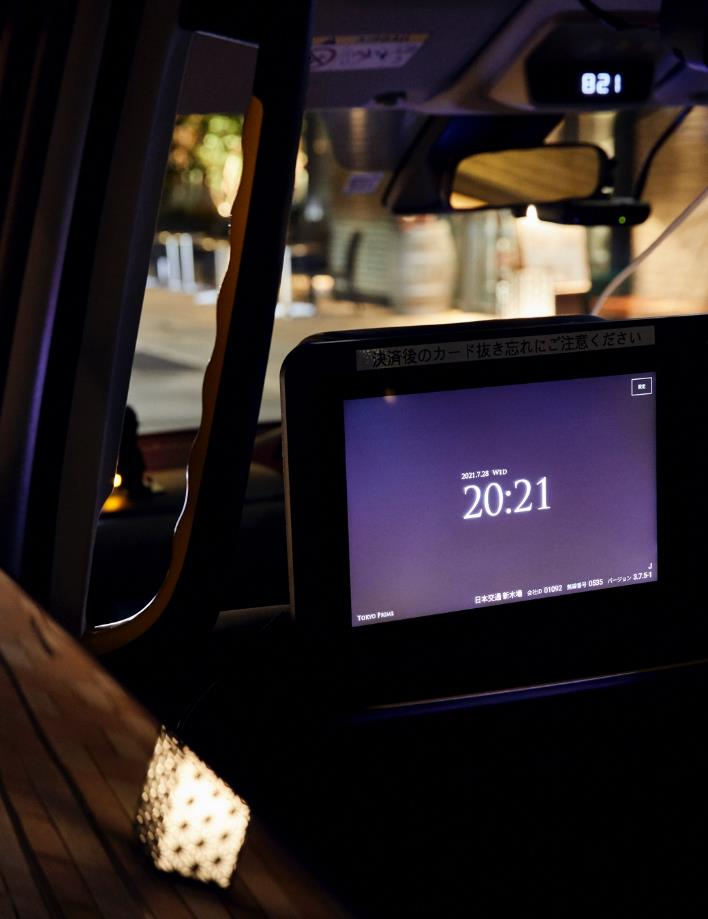 821
決済後のカード抜き忘れにご注意ください
設定
2021.7.28 WED
20:21
日本交通 新木場 会社ID 01092 無線番号 0535 バージョン 3.7.5-1
TOKYO PRIME